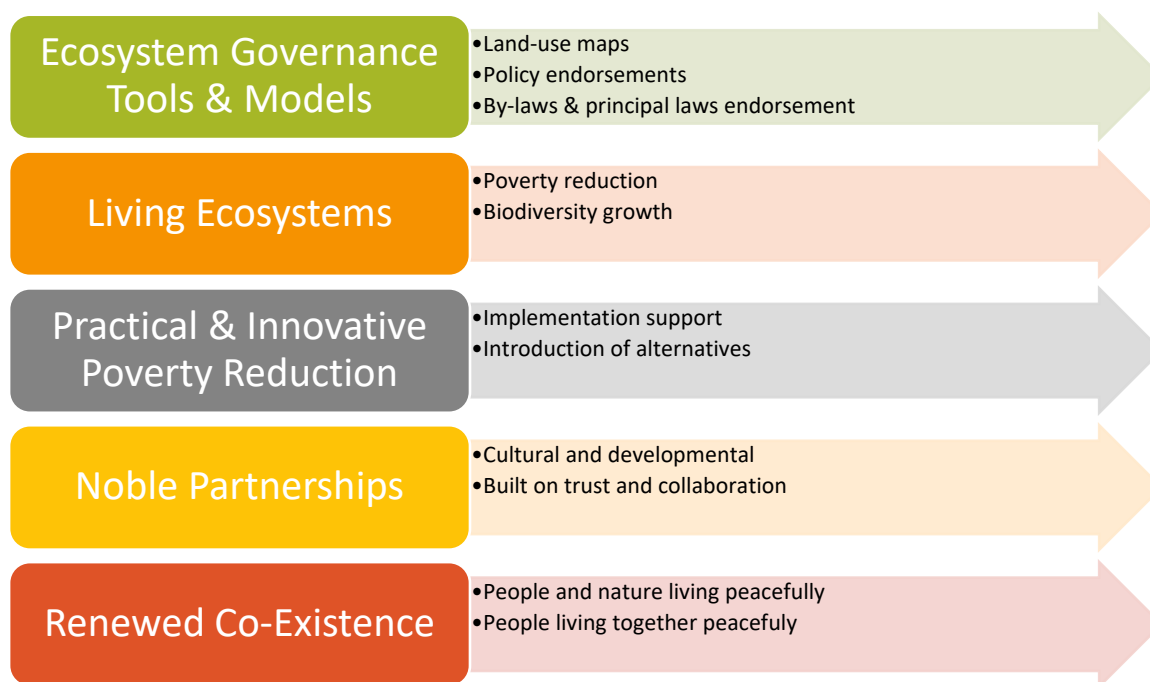 Ecosystem Governance
Tools & Models
•Land-use maps
•Policy endorsements
•By-laws & principal laws endorsement
Living Ecosystems
•Poverty reduction
•Biodiversity growth
Practical & Innovative
Poverty Reduction
•Implementation support
•Introduction of alternatives
Noble Partnerships
•Cultural and developmental
•Built on trust and collaboration
Renewed Co-Existence
•People and nature living peacefully
•People living together peacefuly